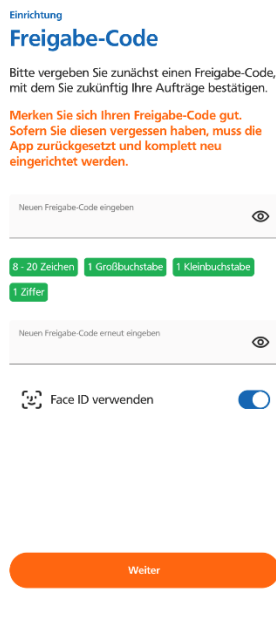 Einrichtung
Freigabe-Code
Bitte vergeben Sie zunächst einen Freigabe-Code,
mit dem Sie zukünftig Ihre Aufträge bestätigen.
Merken Sie sich Ihren Freigabe-Code gut.
Sofern Sie diesen vergessen haben, muss die
App zurückgesetzt und komplett neu
eingerichtet werden.
Neuen Freigabe-Code eingeben
8 - 20 Zeichen 1 Großbuchstabe 1 Kleinbuchstabe
1 Ziffer
Neuen Freigabe-Code erneut eingeben
Face ID verwenden
Weiter